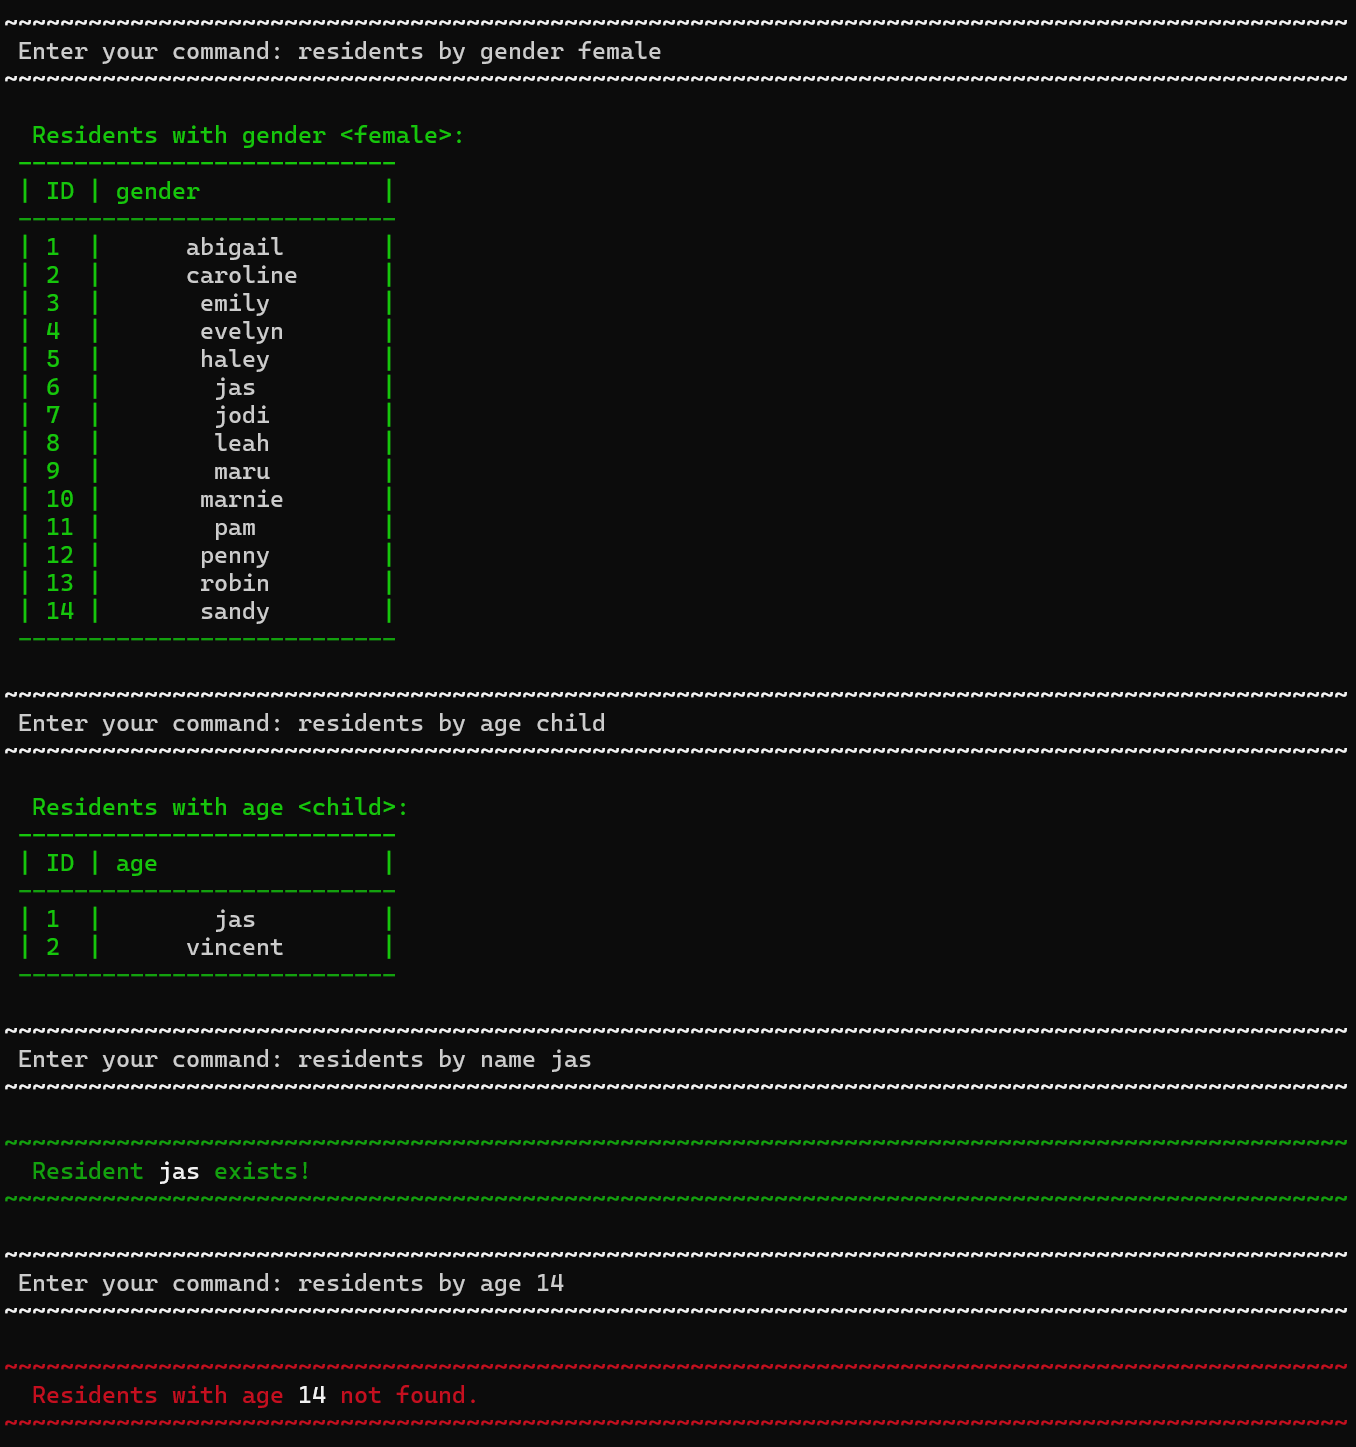 ~~~~~~~~~~~~~~~~~~~~~~~~~~~~~~~~~~~~~~~~~~~~~~~~~~~~~~~~~~~~~~~~~~~~~~~~~~~~~~~~~~~~~~~~~~~~~~~~
 Enter your command: residents by gender female
~~~~~~~~~~~~~~~~~~~~~~~~~~~~~~~~~~~~~~~~~~~~~~~~~~~~~~~~~~~~~~~~~~~~~~~~~~~~~~~~~~~~~~~~~~~~~~~~
  Residents with gender <female>:
 ---------------------------
 | ID | gender             |
 ---------------------------
 | 1  |      abigail       |
 | 2  |      caroline      |
 | 3  |       emily        |
 | 4  |       evelyn       |
 | 5  |       haley        |
 | 6  |        jas         |
 | 7  |        jodi        |
 | 8  |        leah        |
 | 9  |        maru        |
 | 10 |       marnie       |
 | 11 |        pam         |
 | 12 |       penny        |
 | 13 |       robin        |
 | 14 |       sandy        |
 ---------------------------
~~~~~~~~~~~~~~~~~~~~~~~~~~~~~~~~~~~~~~~~~~~~~~~~~~~~~~~~~~~~~~~~~~~~~~~~~~~~~~~~~~~~~~~~~~~~~~~~
 Enter your command: residents by age child
~~~~~~~~~~~~~~~~~~~~~~~~~~~~~~~~~~~~~~~~~~~~~~~~~~~~~~~~~~~~~~~~~~~~~~~~~~~~~~~~~~~~~~~~~~~~~~~~
  Residents with age <child>:
 ---------------------------
 | ID | age                |
 ---------------------------
 | 1  |        jas         |
 | 2  |      vincent       |
 ---------------------------
~~~~~~~~~~~~~~~~~~~~~~~~~~~~~~~~~~~~~~~~~~~~~~~~~~~~~~~~~~~~~~~~~~~~~~~~~~~~~~~~~~~~~~~~~~~~~~~~
 Enter your command: residents by name jas
~~~~~~~~~~~~~~~~~~~~~~~~~~~~~~~~~~~~~~~~~~~~~~~~~~~~~~~~~~~~~~~~~~~~~~~~~~~~~~~~~~~~~~~~~~~~~~~~
~~~~~~~~~~~~~~~~~~~~~~~~~~~~~~~~~~~~~~~~~~~~~~~~~~~~~~~~~~~~~~~~~~~~~~~~~~~~~~~~~~~~~~~~~~~~~~~~
  Resident jas exists!
~~~~~~~~~~~~~~~~~~~~~~~~~~~~~~~~~~~~~~~~~~~~~~~~~~~~~~~~~~~~~~~~~~~~~~~~~~~~~~~~~~~~~~~~~~~~~~~~
~~~~~~~~~~~~~~~~~~~~~~~~~~~~~~~~~~~~~~~~~~~~~~~~~~~~~~~~~~~~~~~~~~~~~~~~~~~~~~~~~~~~~~~~~~~~~~~~
 Enter your command: residents by age 14
~~~~~~~~~~~~~~~~~~~~~~~~~~~~~~~~~~~~~~~~~~~~~~~~~~~~~~~~~~~~~~~~~~~~~~~~~~~~~~~~~~~~~~~~~~~~~~~~
~~~~~~~~~~~~~~~~~~~~~~~~~~~~~~~~~~~~~~~~~~~~~~~~~~~~~~~~~~~~~~~~~~~~~~~~~~~~~~~~~~~~~~~~~~~~~~~~
  Residents with age 14 not found.
~~~~~~~~~~~~~~~~~~~~~~~~~~~~~~~~~~~~~~~~~~~~~~~~~~~~~~~~~~~~~~~~~~~~~~~~~~~~~~~~~~~~~~~~~~~~~~~~